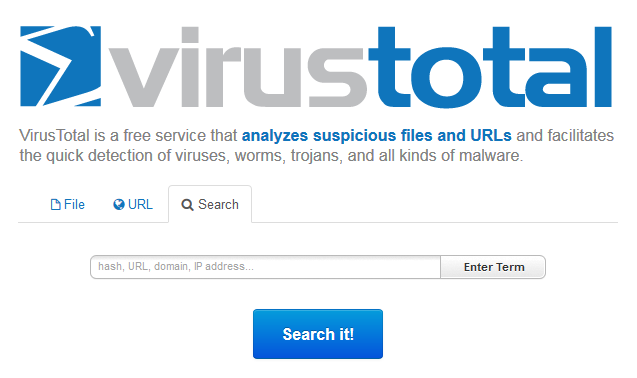 virustotal
VirusTotal is a free service that analyzes suspicious files and URLs and facilitates
the quick detection of viruses, worms, trojans, and all kinds of malware.
File URL Search
hash, URL, domain, IP address... Enter Term
Search it!